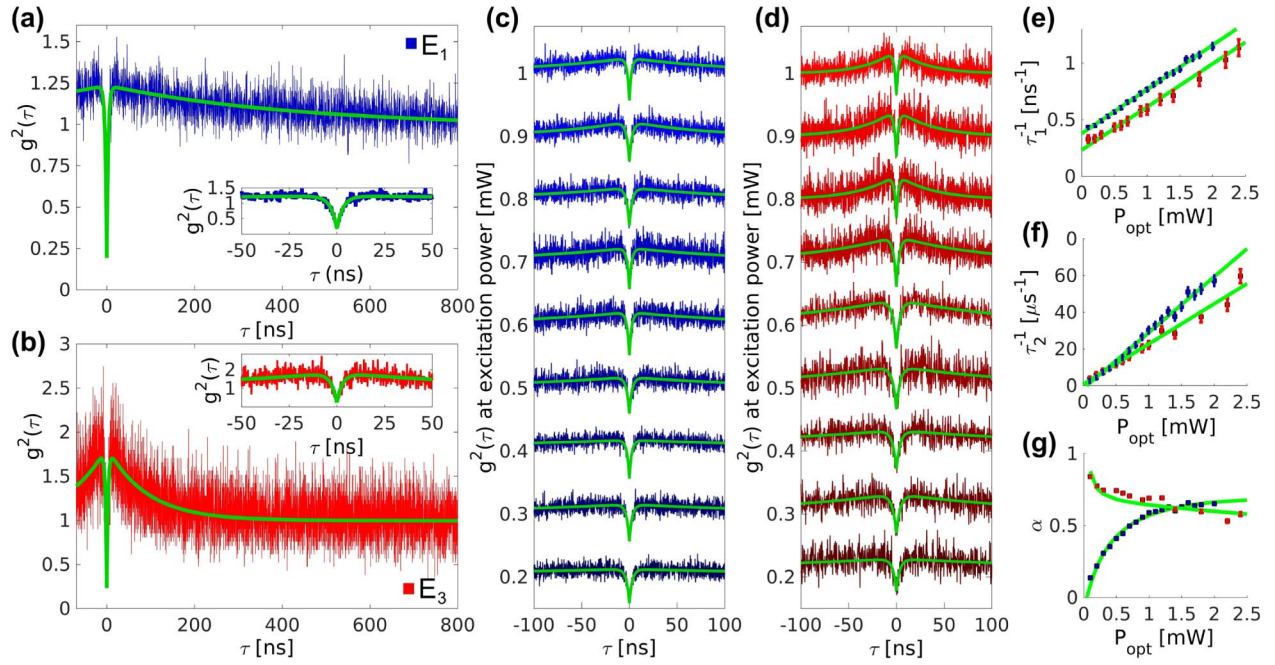 (a)
1.5
1.25
1
0.75
0.5
0.25
0
g²(τ)
E₁
1.5
1
0.5
g²(τ)
-50 -25 0 25 50
τ (ns)
0 200 400 600 800
τ [ns]
(b)
3
2.5
2
1.5
1
0.5
0
g²(τ)
2
1
g²(τ)
-50 -25 0 25 50
τ [ns]
E₃
0 200 400 600 800
τ [ns]
(c)
g²(τ) at excitation power [mW]
1
0.9
0.8
0.7
0.6
0.5
0.4
0.3
0.2
-100 -50 0 50 100
τ [ns]
(d)
g²(τ) at excitation power [mW]
1
0.9
0.8
0.7
0.6
0.5
0.4
0.3
0.2
-100 -50 0 50 100
τ [ns]
(e)
τ₁⁻¹ [ns⁻¹]
1
0.5
0
0 0.5 1 1.5 2 2.5
P_opt [mW]
(f)
τ₂⁻¹ [μs⁻¹]
0
60
40
20
0
0 0.5 1 1.5 2 2.5
P_opt [mW]
(g)
α
1
0.5
0
0 0.5 1 1.5 2 2.5
P_opt [mW]